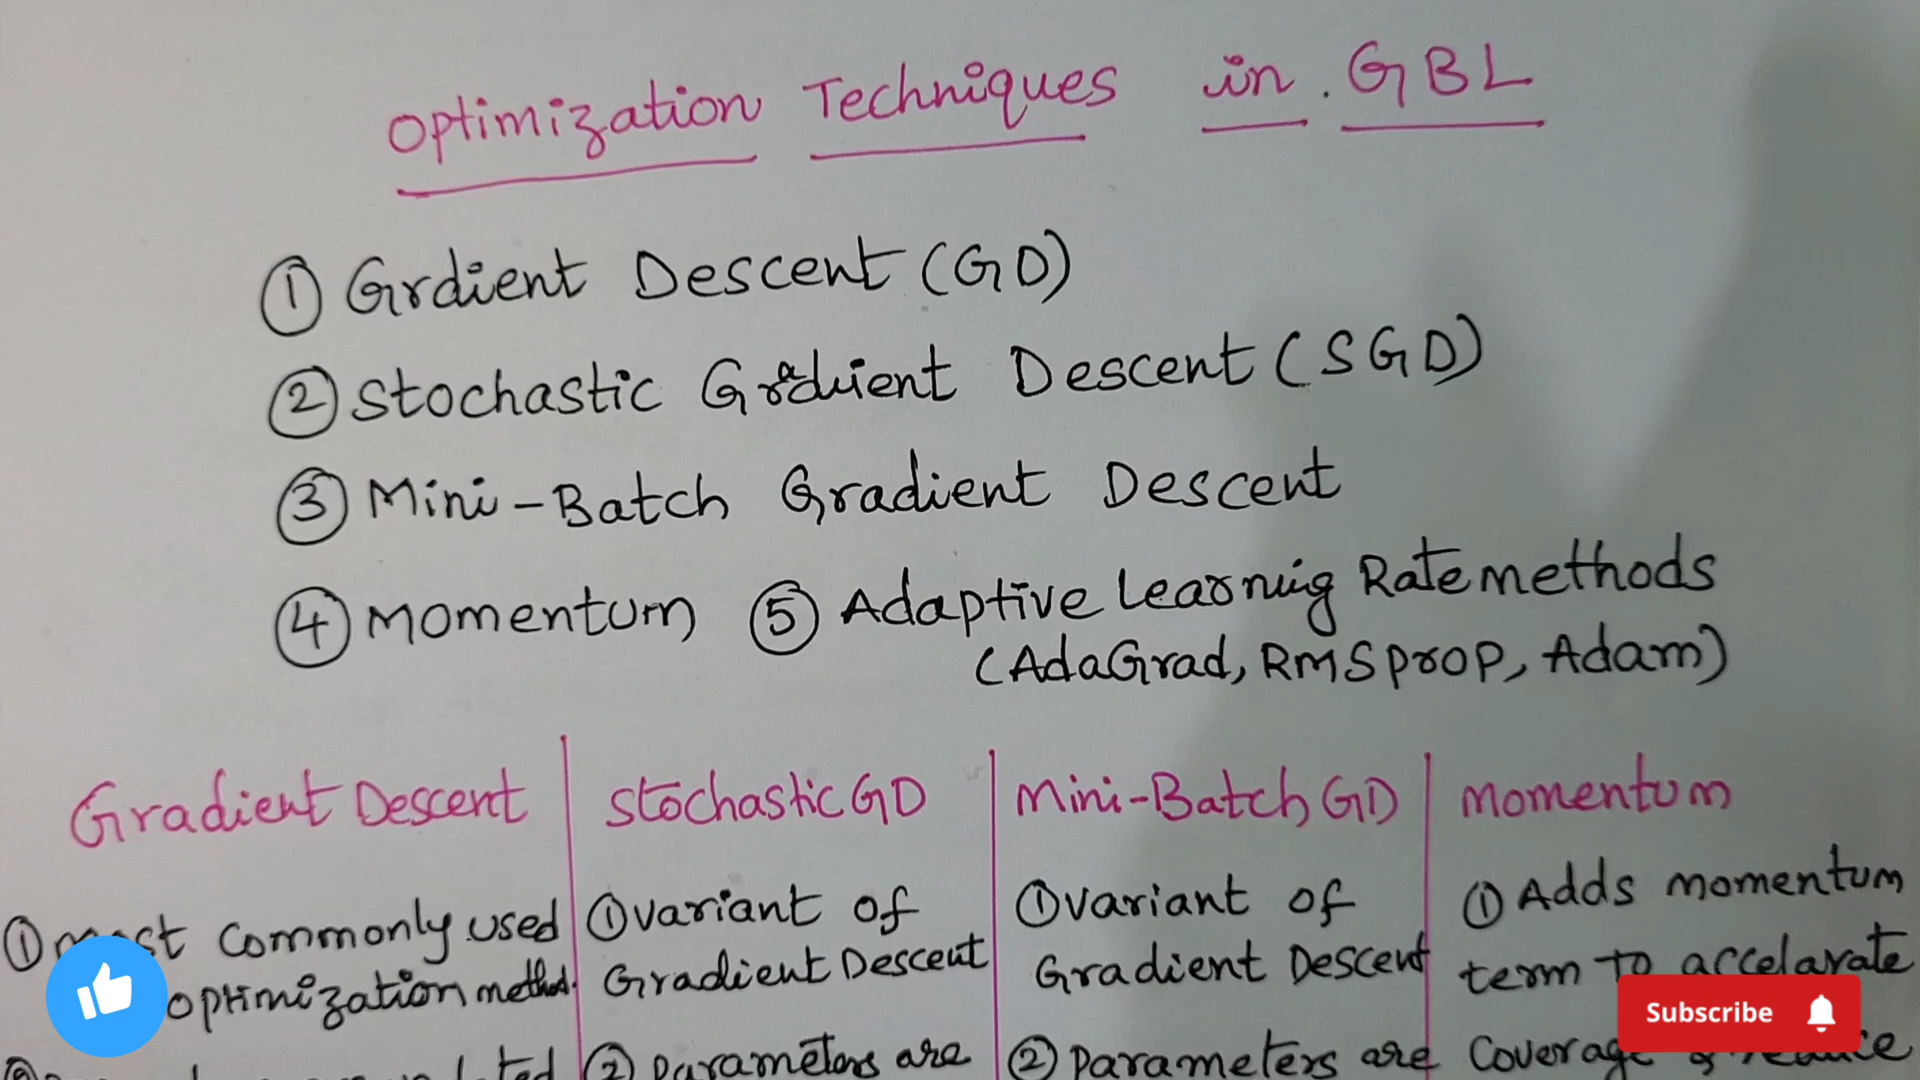 Optimization Techniques in. GBL
① Grdient Descent (GD)
② Stochastic Gradient Descent (SGD)
③ Mini-Batch Gradient Descent
④ Momentum ⑤ Adaptive Learning Rate methods
(AdaGrad, RMSprop, Adam)
Gradient Descent
① most commonly used
optimization method.
Stochastic GD
① variant of
Gradient Descent
② Parameters are
Mini-Batch GD
① variant of
Gradient Descent
② Parameters are
Momentum
① Adds momentum
term to accelarate
Subscribe